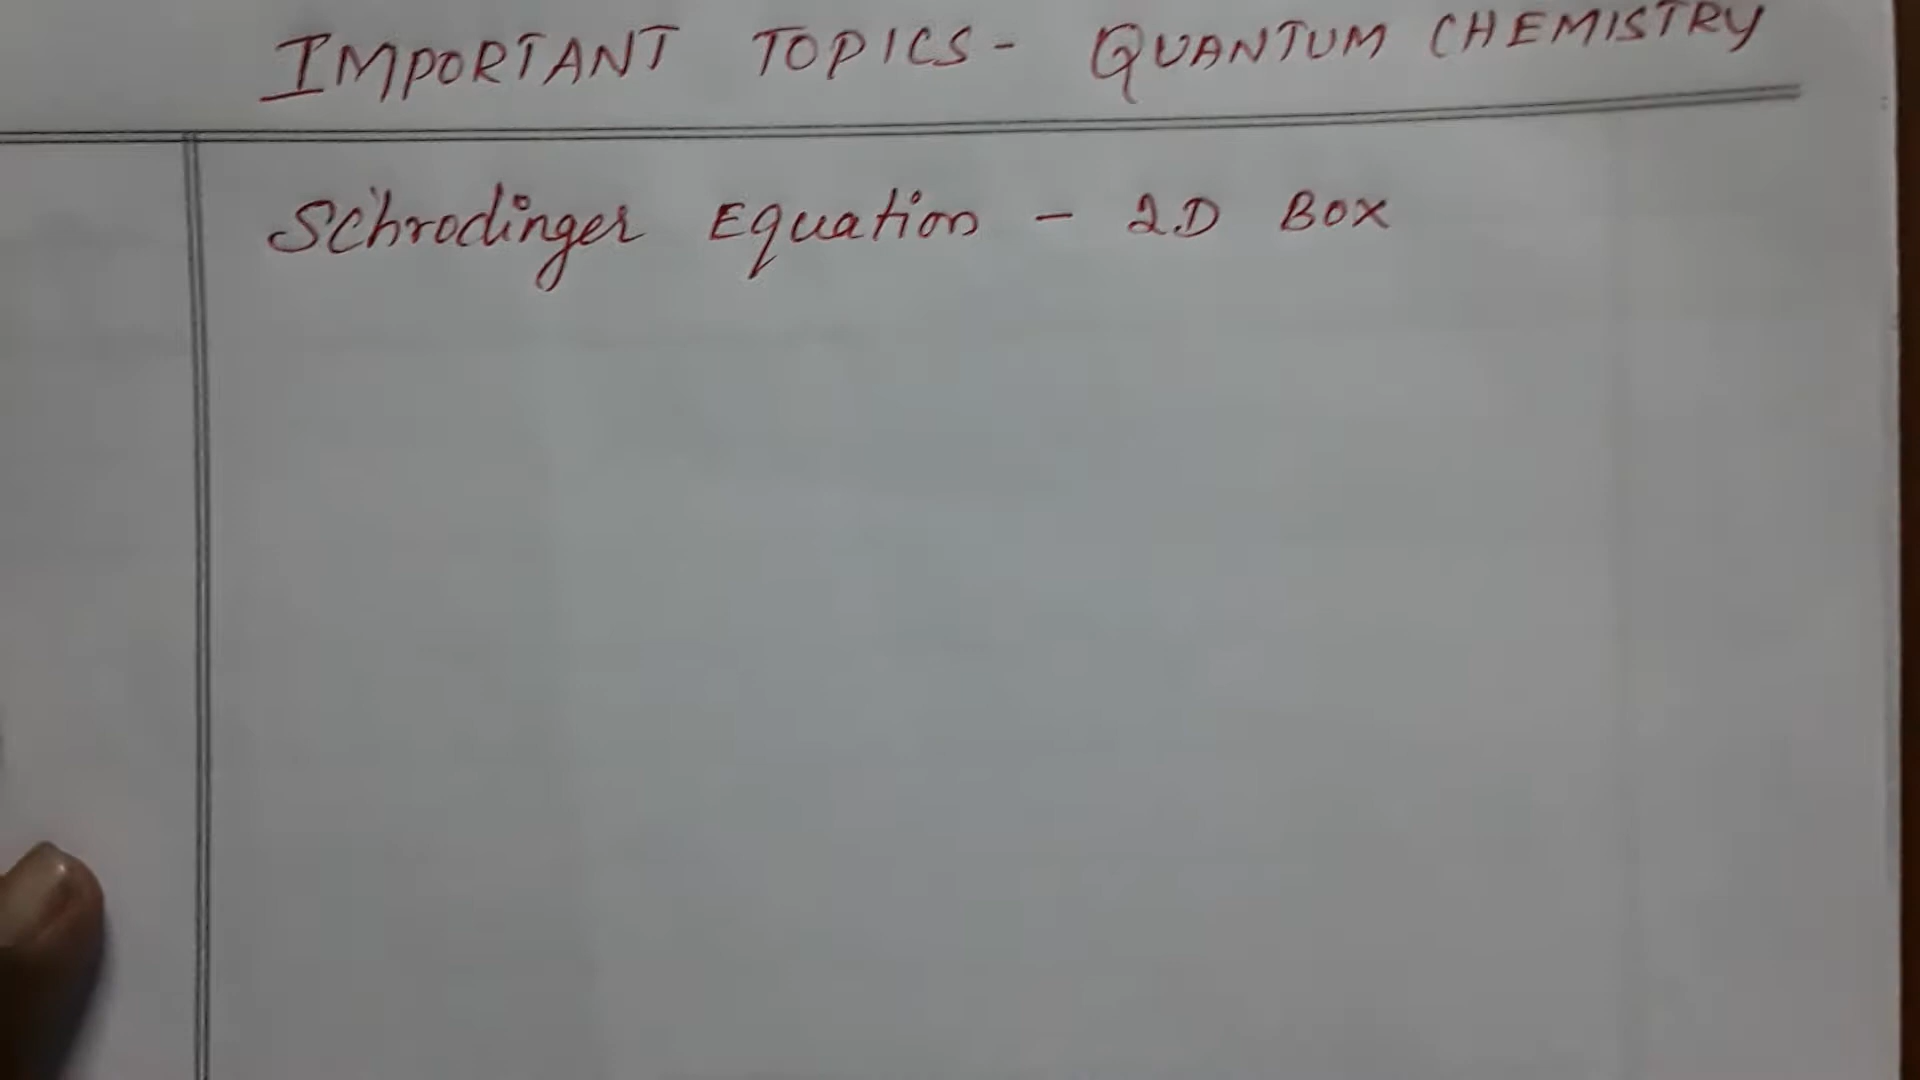 IMPORTANT TOPICS - QUANTUM CHEMISTRY
Schrodinger Equation - 2D Box